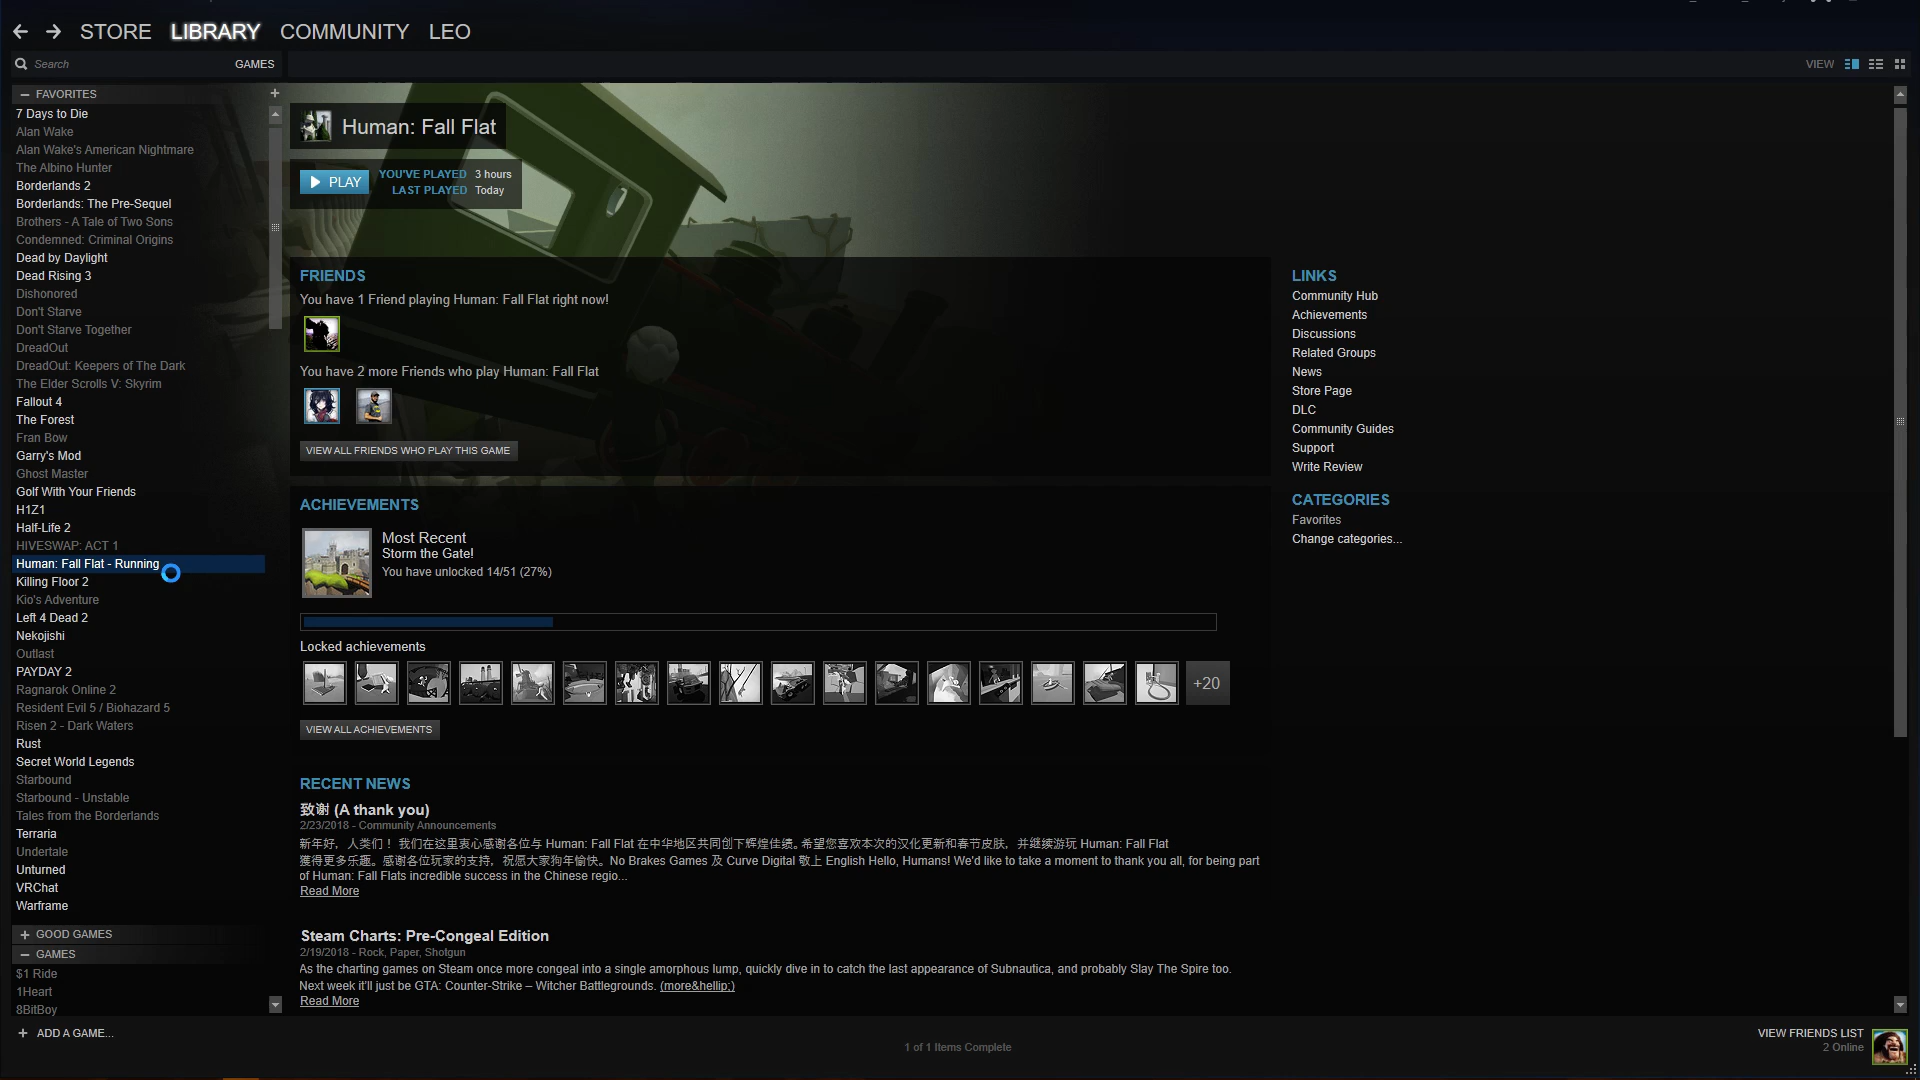 STORE LIBRARY COMMUNITY LEO
Search GAMES
VIEW
FAVORITES
7 Days to Die
Alan Wake
Alan Wake's American Nightmare
The Albino Hunter
Borderlands 2
Borderlands: The Pre-Sequel
Brothers - A Tale of Two Sons
Condemned: Criminal Origins
Dead by Daylight
Dead Rising 3
Dishonored
Don't Starve
Don't Starve Together
DreadOut
DreadOut: Keepers of The Dark
The Elder Scrolls V: Skyrim
Fallout 4
The Forest
Fran Bow
Garry's Mod
Ghost Master
Golf With Your Friends
H1Z1
Half-Life 2
HIVESWAP: ACT 1
Human: Fall Flat - Running
Killing Floor 2
Kio's Adventure
Left 4 Dead 2
Nekojishi
Outlast
PAYDAY 2
Ragnarok Online 2
Resident Evil 5 / Biohazard 5
Risen 2 - Dark Waters
Rust
Secret World Legends
Starbound
Starbound - Unstable
Tales from the Borderlands
Terraria
Undertale
Unturned
VRChat
Warframe
GOOD GAMES
GAMES
$1 Ride
1Heart
8BitBoy
ADD A GAME...
Human: Fall Flat
PLAY
YOU'VE PLAYED 3 hours
LAST PLAYED Today
FRIENDS
You have 1 Friend playing Human: Fall Flat right now!
You have 2 more Friends who play Human: Fall Flat
VIEW ALL FRIENDS WHO PLAY THIS GAME
ACHIEVEMENTS
Most Recent
Storm the Gate!
You have unlocked 14/51 (27%)
Locked achievements
+20
VIEW ALL ACHIEVEMENTS
RECENT NEWS
致谢 (A thank you)
2/23/2018 - Community Announcements
新年好，人类们！ 我们在这里衷心感谢各位与 Human: Fall Flat 在中华地区共同创下辉煌佳绩。希望您喜欢本次的汉化更新和春节皮肤，并继续游玩 Human: Fall Flat
獲得更多乐趣。感谢各位玩家的支持，祝愿大家狗年愉快。No Brakes Games 及 Curve Digital 敬上 English Hello, Humans! We'd like to take a moment to thank you all, for being part
of Human: Fall Flats incredible success in the Chinese regio...
Read More
Steam Charts: Pre-Congeal Edition
2/19/2018 - Rock, Paper, Shotgun
As the charting games on Steam once more congeal into a single amorphous lump, quickly dive in to catch the last appearance of Subnautica, and probably Slay The Spire too.
Next week it'll just be GTA: Counter-Strike – Witcher Battlegrounds. (more&hellip;)
Read More
LINKS
Community Hub
Achievements
Discussions
Related Groups
News
Store Page
DLC
Community Guides
Support
Write Review
CATEGORIES
Favorites
Change categories...
1 of 1 Items Complete
VIEW FRIENDS LIST
2 Online